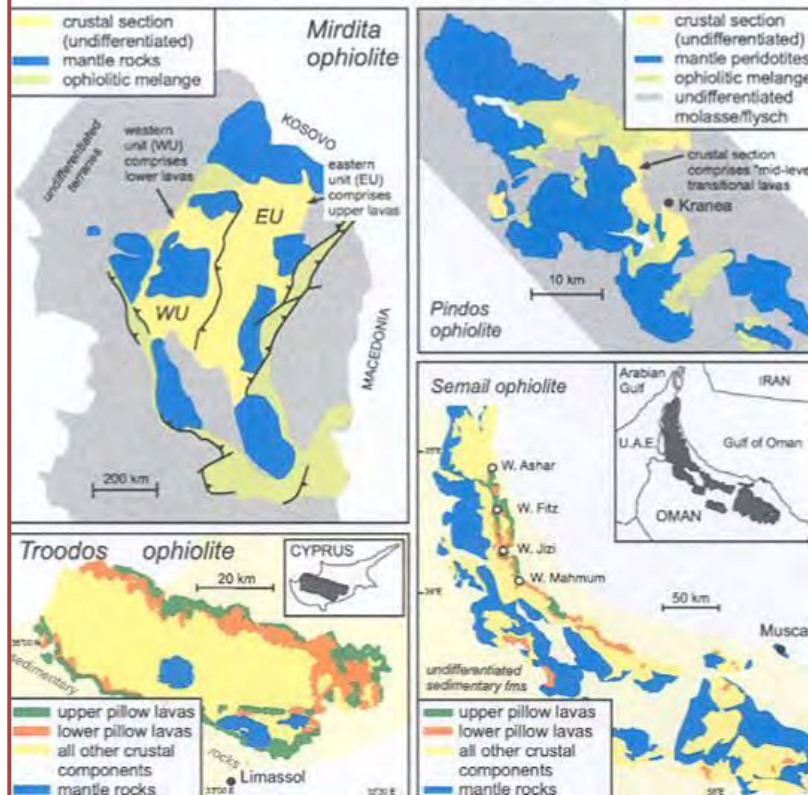 crustal section
(undifferentiated)
mantle rocks
ophiolitic melange
Mirdita
ophiolite
KOSOVO
undifferentiated
terranes
western
unit (WU)
comprises
lower lavas
eastern
unit (EU)
comprises
upper lavas
EU
WU
MACEDONIA
200 km
crustal section
(undifferentiated)
mantle peridotites
ophiolitic melange
undifferentiated
molasse/flysch
crustal section
comprises "mid-leve
transitional lavas
Kranea
10 km
Pindos
ophiolite
Troodos ophiolite
CYPRUS
20 km
sedimentary
rocks
upper pillow lavas
lower pillow lavas
all other crustal
components
mantle rocks
Limassol
Semail ophiolite
Arabian
Gulf
IRAN
U.A.E.
Gulf of Oman
OMAN
W. Ashar
W. Fitz
W. Jizi
W. Mahmum
50 km
Musca
undifferentiated
sedimentary fms
upper pillow lavas
lower pillow lavas
all other crustal
components
mantle rocks